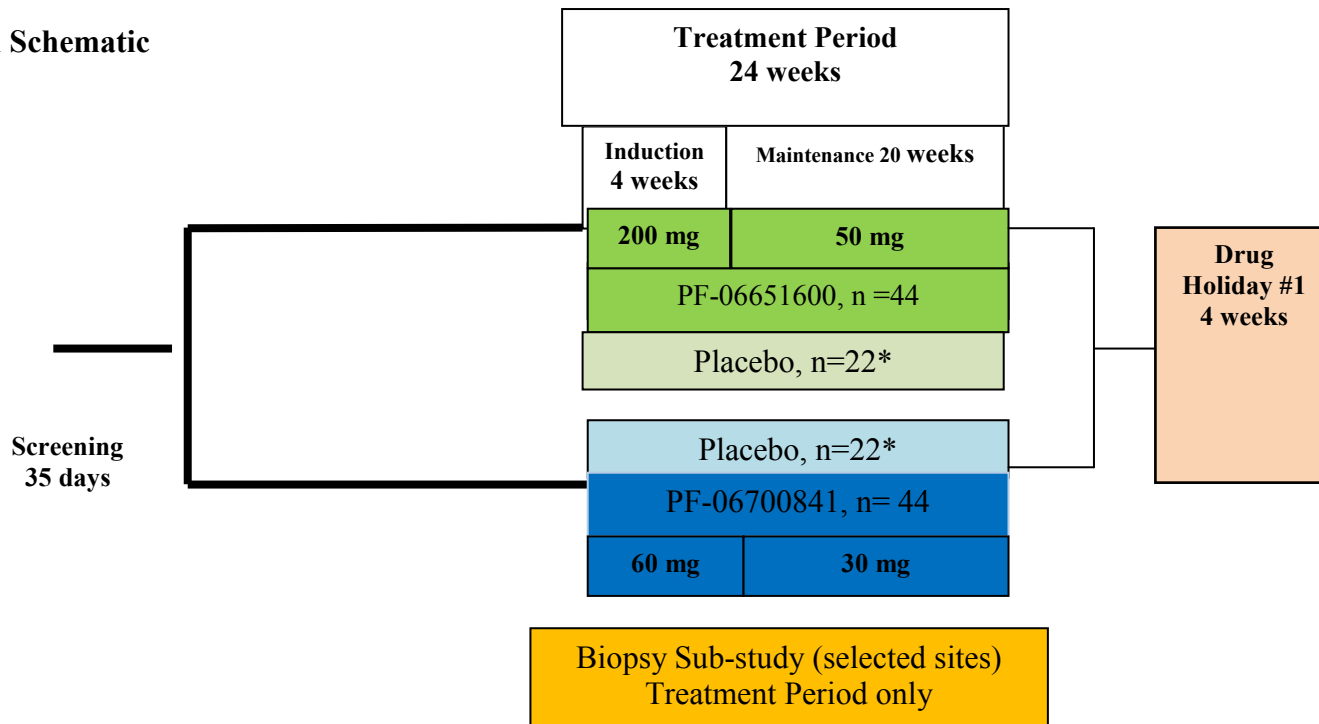 Schematic
Treatment Period
24 weeks
Induction
4 weeks
Maintenance 20 weeks
200 mg
50 mg
PF-06651600, n =44
Placebo, n=22*
Drug
Holiday #1
4 weeks
Screening
35 days
Placebo, n=22*
PF-06700841, n= 44
60 mg
30 mg
Biopsy Sub-study (selected sites)
Treatment Period only